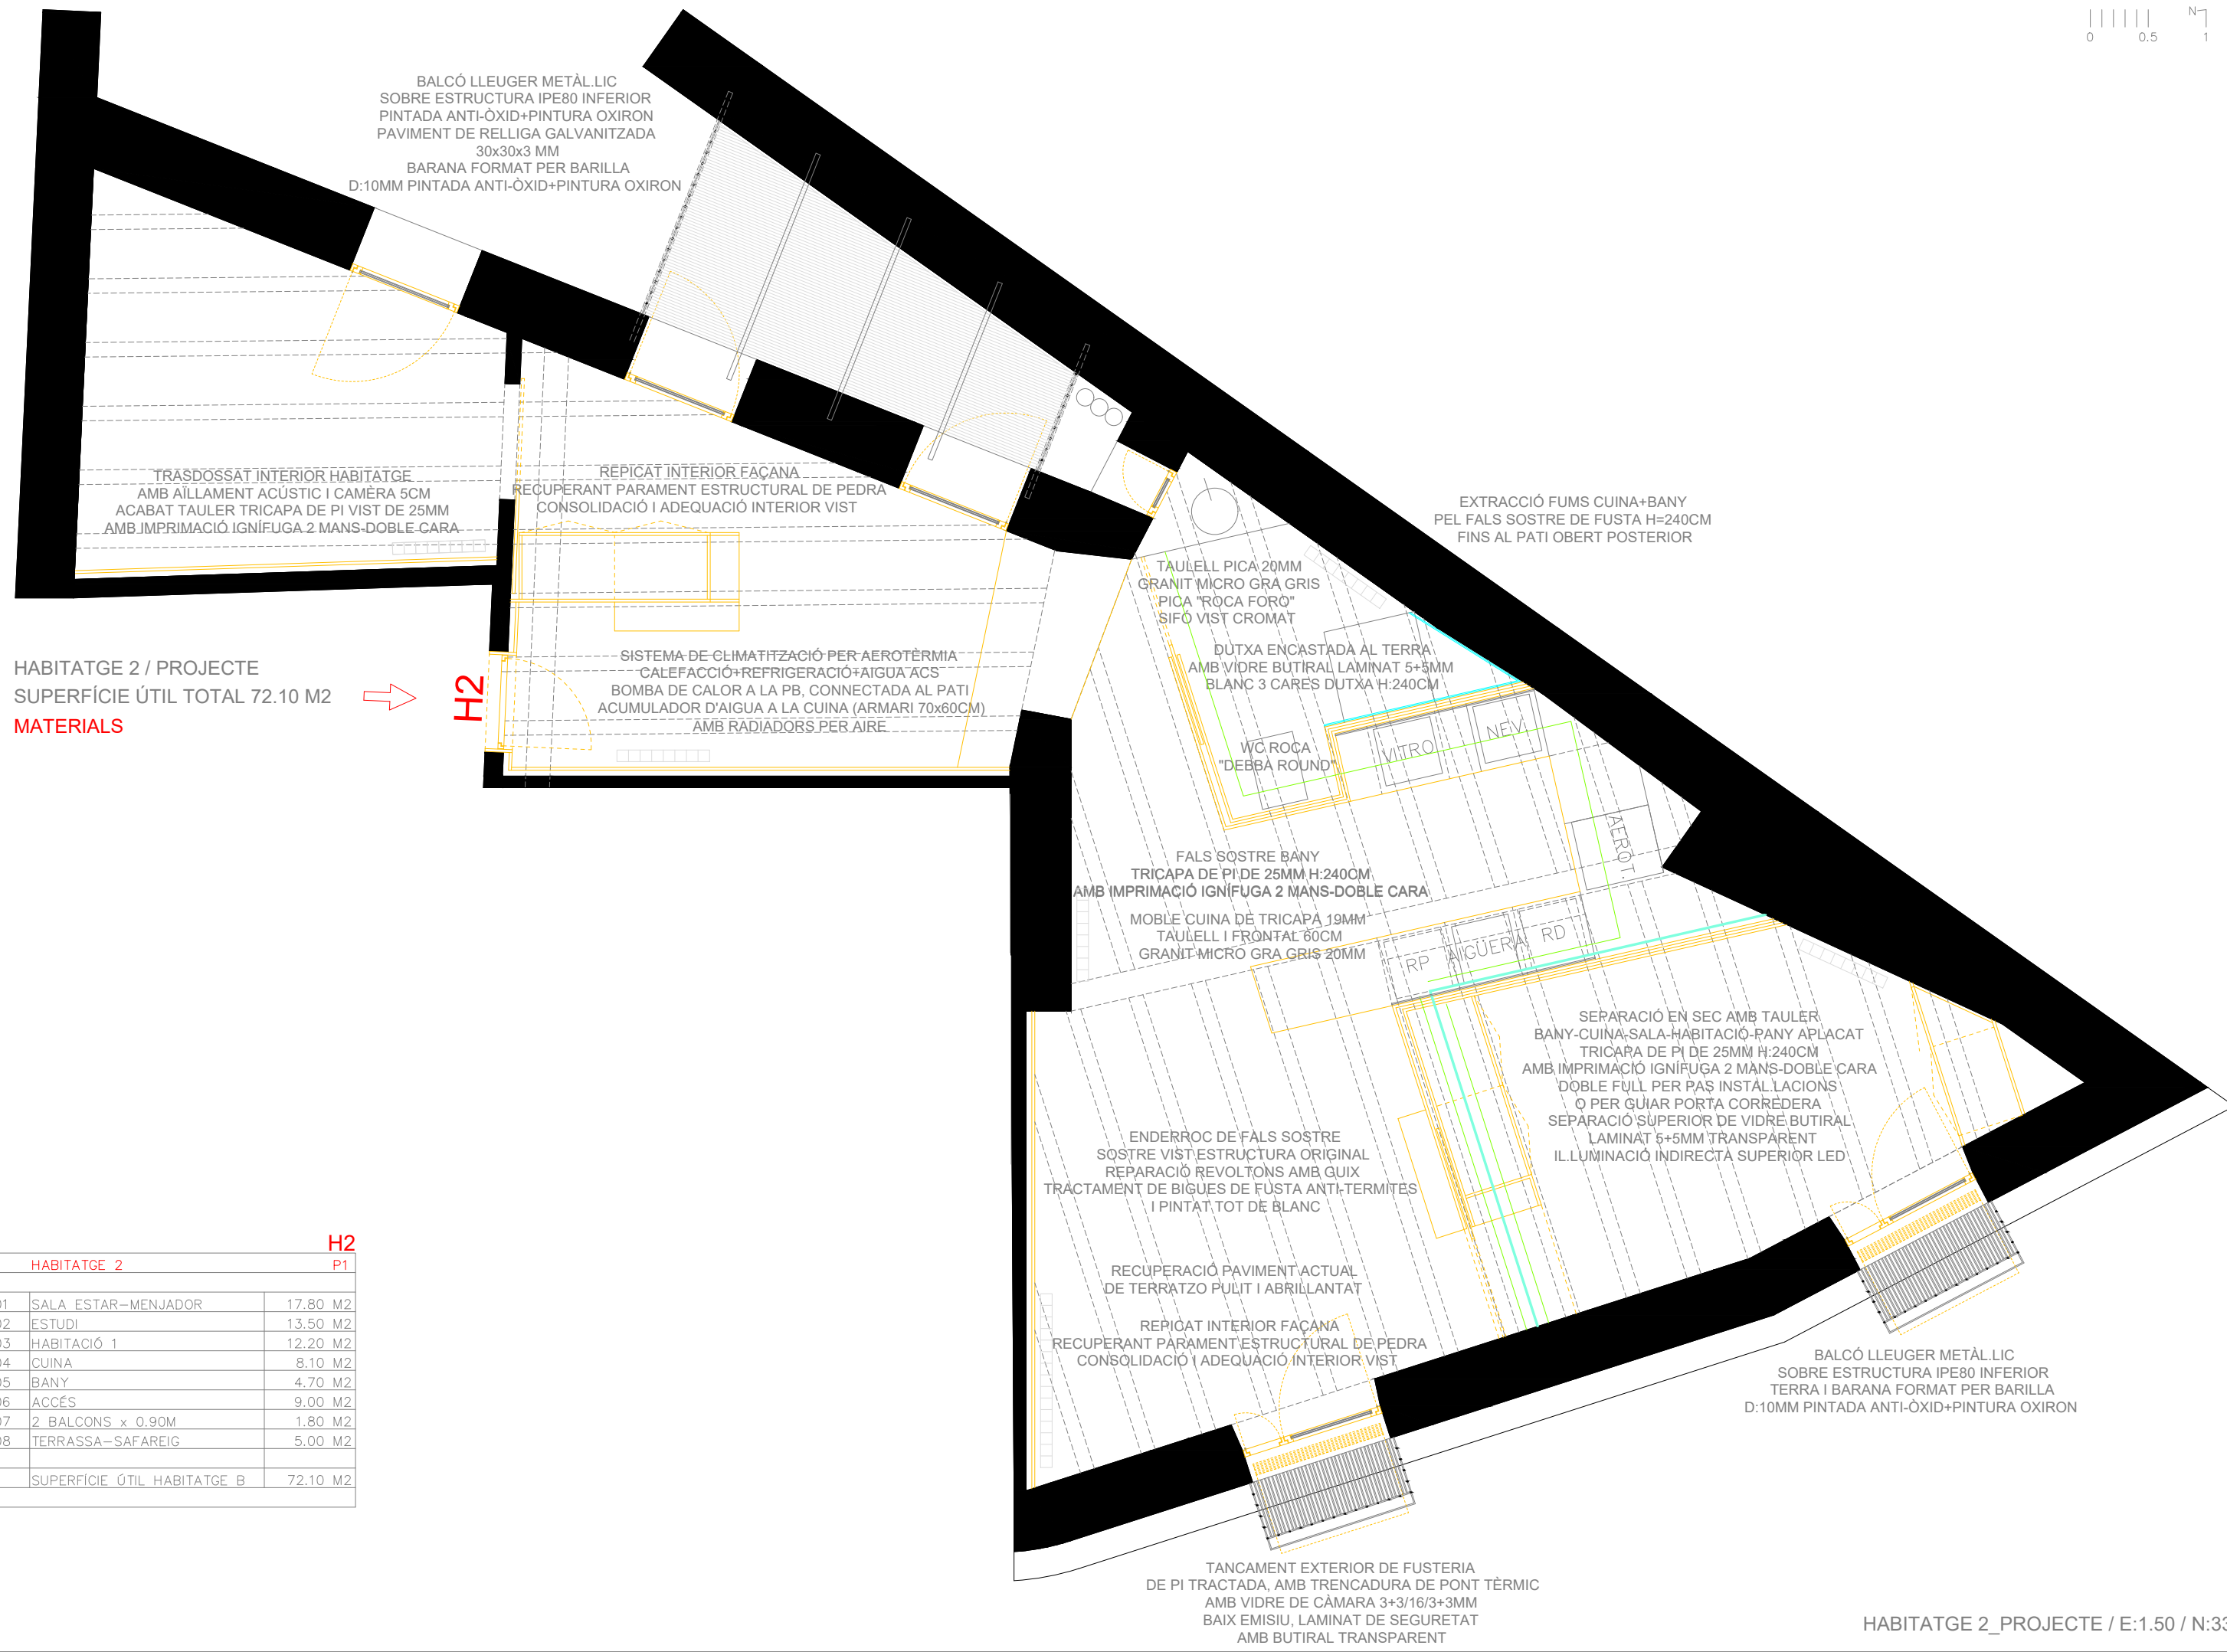 N
0 0.5 1
BALCÓ LLEUGER METÀL.LIC
SOBRE ESTRUCTURA IPE80 INFERIOR
PINTADA ANTI-ÒXID+PINTURA OXIRON
PAVIMENT DE RELLIGA GALVANITZADA
30x30x3 MM
BARANA FORMAT PER BARILLA
D:10MM PINTADA ANTI-ÒXID+PINTURA OXIRON
TRASDOSSAT INTERIOR HABITATGE
AMB AÏLLAMENT ACÚSTIC I CAMÈRA 5CM
ACABAT TAULER TRICAPA DE PI VIST DE 25MM
AMB IMPRIMACIÓ IGNÍFUGA 2 MANS-DOBLE CARA
REPICAT INTERIOR FAÇANA
RECUPERANT PARAMENT ESTRUCTURAL DE PEDRA
CONSOLIDACIÓ I ADEQUACIÓ INTERIOR VIST
EXTRACCIÓ FUMS CUINA+BANY
PEL FALS SOSTRE DE FUSTA H=240CM
FINS AL PATI OBERT POSTERIOR
TAULELL PICA 20MM
GRANIT MICRO GRA GRIS
PICA "ROCA FORO"
SIFÓ VIST CROMAT
DUTXA ENCASTADA AL TERRA
AMB VIDRE BUTIRAL LAMINAT 5+5MM
BLANC 3 CARES DUTXA H:240CM
HABITATGE 2 / PROJECTE
SUPERFÍCIE ÚTIL TOTAL 72.10 M2
MATERIALS
H2
SISTEMA DE CLIMATITZACIÓ PER AEROTÈRMIA
CALEFACCIÓ+REFRIGERACIÓ+AIGUA ACS
BOMBA DE CALOR A LA PB, CONNECTADA AL PATI
ACUMULADOR D'AIGUA A LA CUINA (ARMARI 70x60CM)
AMB RADIADORS PER AIRE
WC ROCA
"DEBBA ROUND"
VITRO
NEV.
AEROT.
FALS SOSTRE BANY
TRICAPA DE PI DE 25MM H:240CM
AMB IMPRIMACIÓ IGNÍFUGA 2 MANS-DOBLE CARA
MOBLE CUINA DE TRICAPA 19MM
TAULELL I FRONTAL 60CM
GRANIT MICRO GRA GRIS 20MM
RP AIGÜERA RD
SEPARACIÓ EN SEC AMB TAULER
BANY-CUINA-SALA-HABITACIÓ-PANY APLACAT
TRICAPA DE PI DE 25MM H:240CM
AMB IMPRIMACIÓ IGNÍFUGA 2 MANS-DOBLE CARA
DOBLE FULL PER PAS INSTAL.LACIONS
O PER GUIAR PORTA CORREDERA
SEPARACIÓ SUPERIOR DE VIDRE BUTIRAL
LAMINAT 5+5MM TRANSPARENT
IL.LUMINACIÓ INDIRECTA SUPERIOR LED
ENDERROC DE FALS SOSTRE
SOSTRE VIST ESTRUCTURA ORIGINAL
REPARACIÓ REVOLTONS AMB GUIX
TRACTAMENT DE BIGUES DE FUSTA ANTI-TERMITES
I PINTAT TOT DE BLANC
RECUPERACIÓ PAVIMENT ACTUAL
DE TERRATZO PULIT I ABRILLANTAT
REPICAT INTERIOR FAÇANA
RECUPERANT PARAMENT ESTRUCTURAL DE PEDRA
CONSOLIDACIÓ I ADEQUACIÓ INTERIOR VIST
H2
HABITATGE 2 P1
01 SALA ESTAR-MENJADOR 17.80 M2
02 ESTUDI 13.50 M2
03 HABITACIÓ 1 12.20 M2
04 CUINA 8.10 M2
05 BANY 4.70 M2
06 ACCÉS 9.00 M2
07 2 BALCONS x 0.90M 1.80 M2
08 TERRASSA-SAFAREIG 5.00 M2
SUPERFÍCIE ÚTIL HABITATGE B 72.10 M2
BALCÓ LLEUGER METÀL.LIC
SOBRE ESTRUCTURA IPE80 INFERIOR
TERRA I BARANA FORMAT PER BARILLA
D:10MM PINTADA ANTI-ÒXID+PINTURA OXIRON
TANCAMENT EXTERIOR DE FUSTERIA
DE PI TRACTADA, AMB TRENCADURA DE PONT TÈRMIC
AMB VIDRE DE CÀMARA 3+3/16/3+3MM
BAIX EMISIU, LAMINAT DE SEGURETAT
AMB BUTIRAL TRANSPARENT
HABITATGE 2_PROJECTE / E:1.50 / N:33